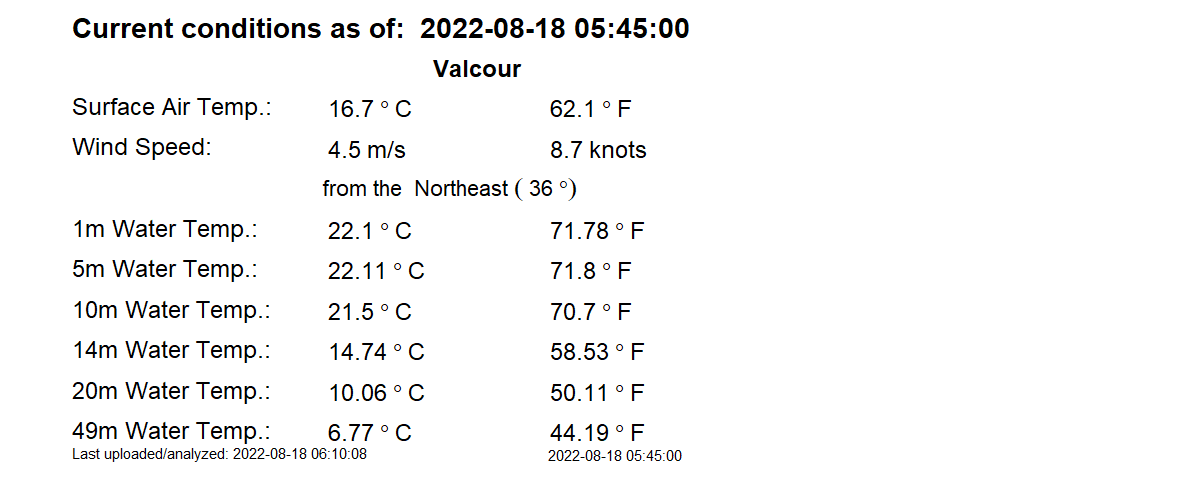 Current conditions as of: 2022-08-18 05:45:00
Valcour
Surface Air Temp.: 16.7 ° C 62.1 ° F
Wind Speed: 4.5 m/s 8.7 knots
from the Northeast ( 36 °)
1m Water Temp.: 22.1 ° C 71.78 ° F
5m Water Temp.: 22.11 ° C 71.8 ° F
10m Water Temp.: 21.5 ° C 70.7 ° F
14m Water Temp.: 14.74 ° C 58.53 ° F
20m Water Temp.: 10.06 ° C 50.11 ° F
49m Water Temp.: 6.77 ° C 44.19 ° F
Last uploaded/analyzed: 2022-08-18 06:10:08 2022-08-18 05:45:00